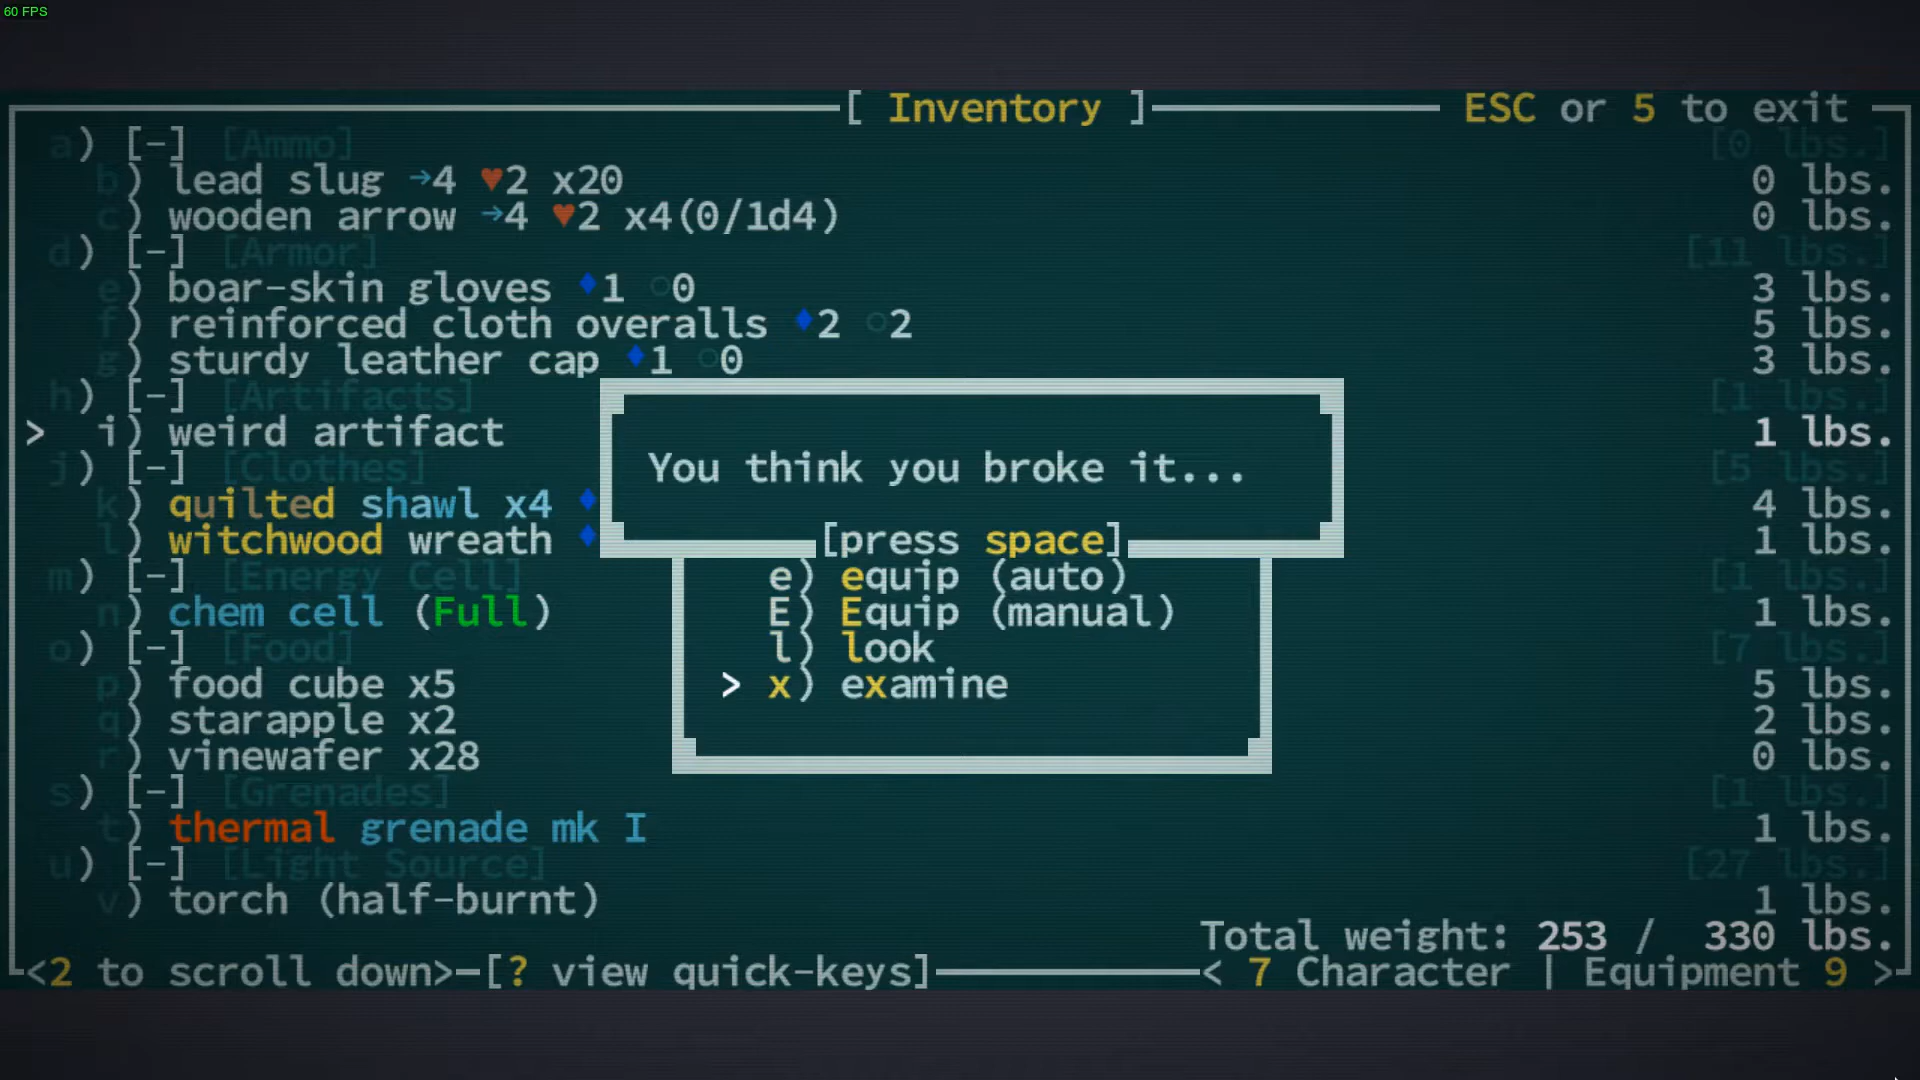 60 FPS
[ Inventory ] ESC or 5 to exit
a) [-] [Ammo] [0 lbs.]
b) lead slug →4 ♥2 x20 0 lbs.
c) wooden arrow →4 ♥2 x4(0/1d4) 0 lbs.
d) [-] [Armor] [11 lbs.]
e) boar-skin gloves ♦1 ○0 3 lbs.
f) reinforced cloth overalls ♦2 ○2 5 lbs.
g) sturdy leather cap ♦1 ○0 3 lbs.
h) [-] [Artifacts] [1 lbs.]
> i) weird artifact 1 lbs.
j) [-] [Clothes] [5 lbs.]
You think you broke it...
k) quilted shawl x4 ♦ 4 lbs.
l) witchwood wreath ♦ 1 lbs.
[press space]
m) [-] [Energy Cell] [1 lbs.]
e) equip (auto)
n) chem cell (Full) 1 lbs.
E) Equip (manual)
o) [-] [Food] [7 lbs.]
l) look
p) food cube x5 5 lbs.
> x) examine
q) starapple x2 2 lbs.
r) vinewafer x28 0 lbs.
s) [-] [Grenades] [1 lbs.]
t) thermal grenade mk I 1 lbs.
u) [-] [Light Source] [27 lbs.]
v) torch (half-burnt) 1 lbs.
Total weight: 253 / 330 lbs.
<2 to scroll down> [? view quick-keys] < 7 Character | Equipment 9 >